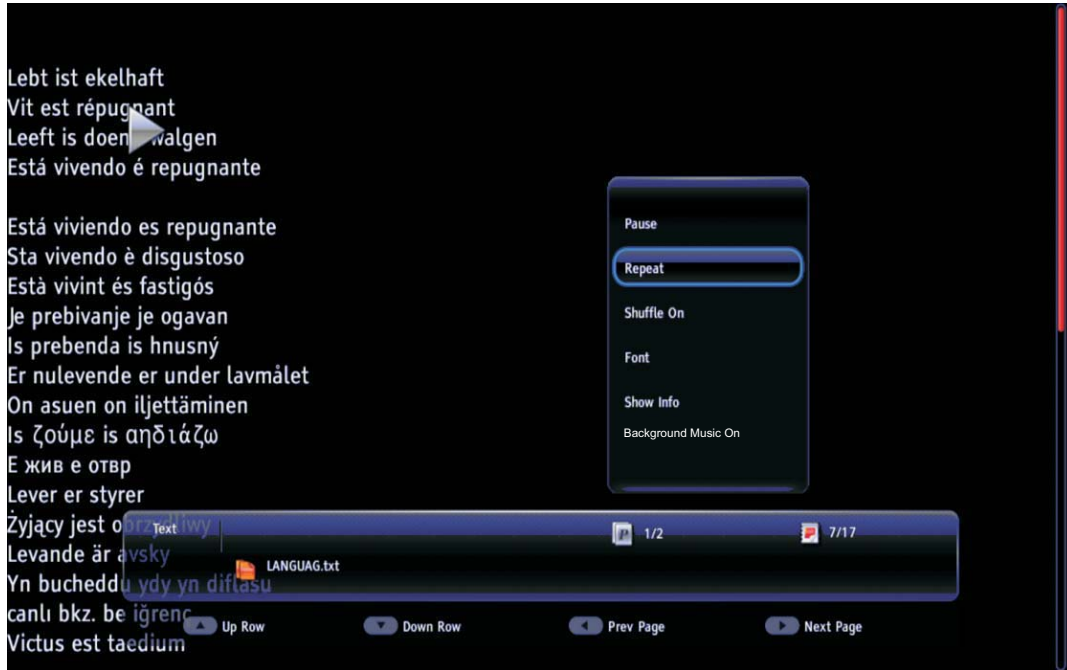 Lebt ist ekelhaft
Vit est répugnant
Leeft is doen walgen
Está vivendo é repugnante
Está viviendo es repugnante
Sta vivendo è disgustoso
Està vivint és fastigós
Je prebivanje je ogavan
Is prebenda is hnusný
Er nulevende er under lavmålet
On asuen on iljettäminen
Is ζούμε is αηδιάζω
Е жив е отвр
Lever er styrer
Żyjący jest obrzydliwy
Levande är avsky
Yn bucheddu ydy yn diflasu
canlı bkz. be iğrenç
Victus est taedium
Pause
Repeat
Shuffle On
Font
Show Info
Background Music On
Text
1/2
7/17
LANGUAG.txt
Up Row
Down Row
Prev Page
Next Page